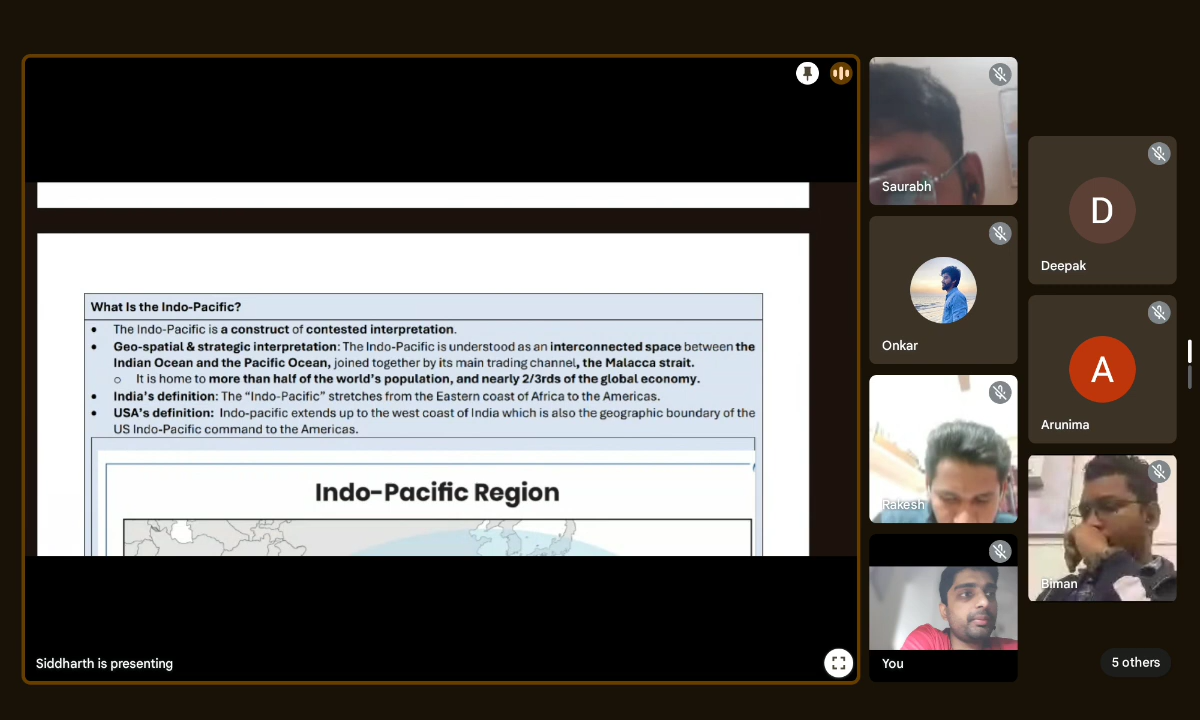 What Is the Indo-Pacific?
• The Indo-Pacific is a construct of contested interpretation.
• Geo-spatial & strategic interpretation: The Indo-Pacific is understood as an interconnected space between the
Indian Ocean and the Pacific Ocean, joined together by its main trading channel, the Malacca strait.
o It is home to more than half of the world's population, and nearly 2/3rds of the global economy.
• India's definition: The “Indo-Pacific” stretches from the Eastern coast of Africa to the Americas.
• USA's definition: Indo-pacific extends up to the west coast of India which is also the geographic boundary of the
US Indo-Pacific command to the Americas.
Indo-Pacific Region
Siddharth is presenting
Saurabh
Onkar
Rakesh
You
D
Deepak
A
Arunima
Biman
5 others